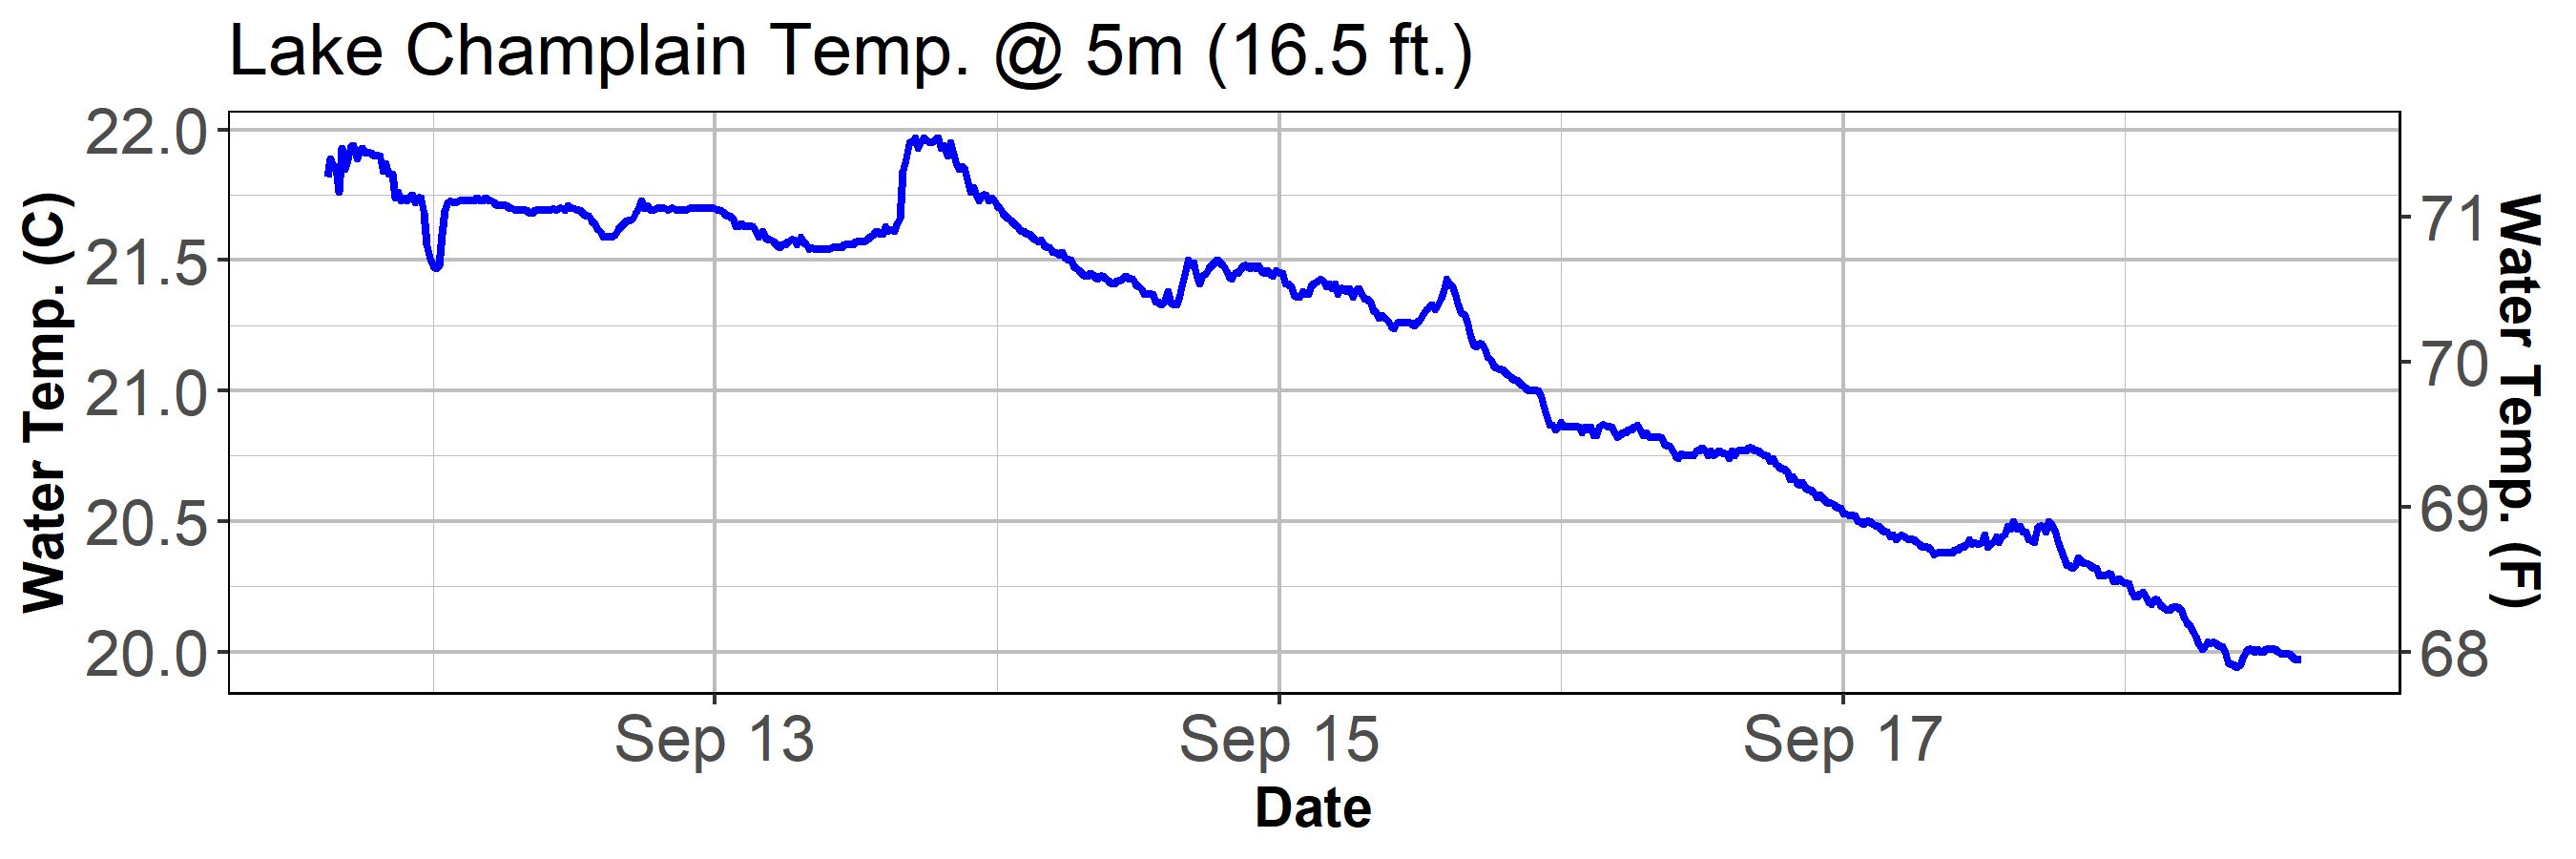 Lake Champlain Temp. @ 5m (16.5 ft.)
Water Temp. (C)
22.0
21.5
21.0
20.5
20.0
71
70
69
68
Water Temp. (F)
Sep 13 Sep 15 Sep 17
Date